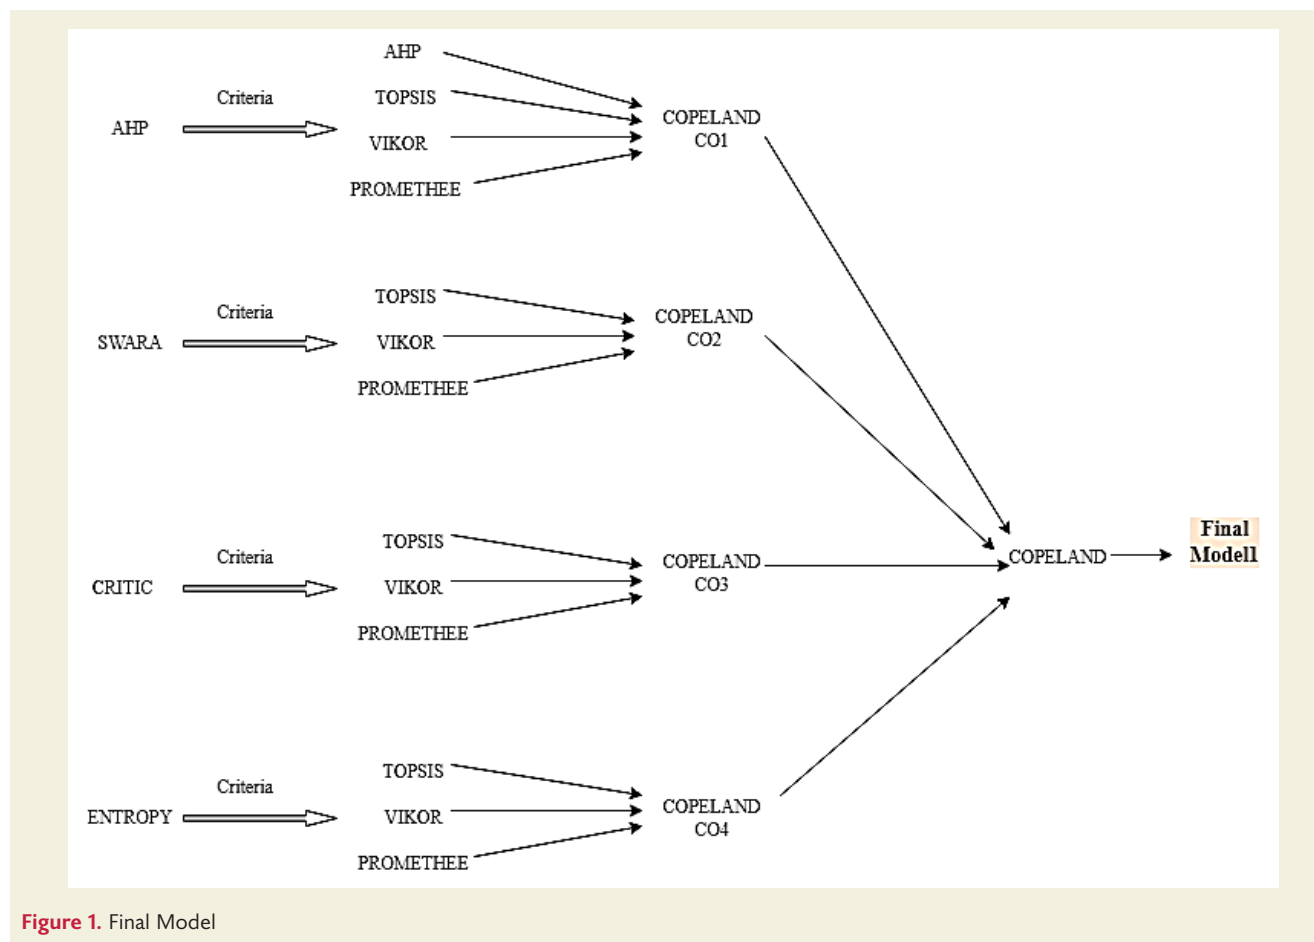 AHP
Criteria
TOPSIS
AHP
VIKOR
PROMETHEE
COPELAND
CO1
TOPSIS
Criteria
SWARA
VIKOR
PROMETHEE
COPELAND
CO2
TOPSIS
Criteria
CRITIC
VIKOR
PROMETHEE
COPELAND
CO3
COPELAND
Final
Modell
TOPSIS
Criteria
ENTROPY
VIKOR
PROMETHEE
COPELAND
CO4
Figure 1. Final Model